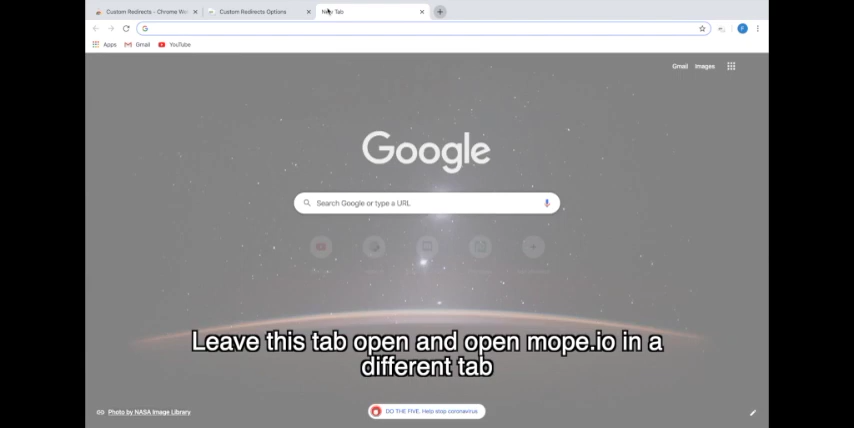 Custom Redirects - Chrome We
Custom Redirects Options
New Tab
Apps
Gmail
YouTube
Gmail
Images
Google
Search Google or type a URL
Leave this tab open and open mope.io in a
different tab
Photo by NASA Image Library
DO THE FIVE. Help stop coronavirus.